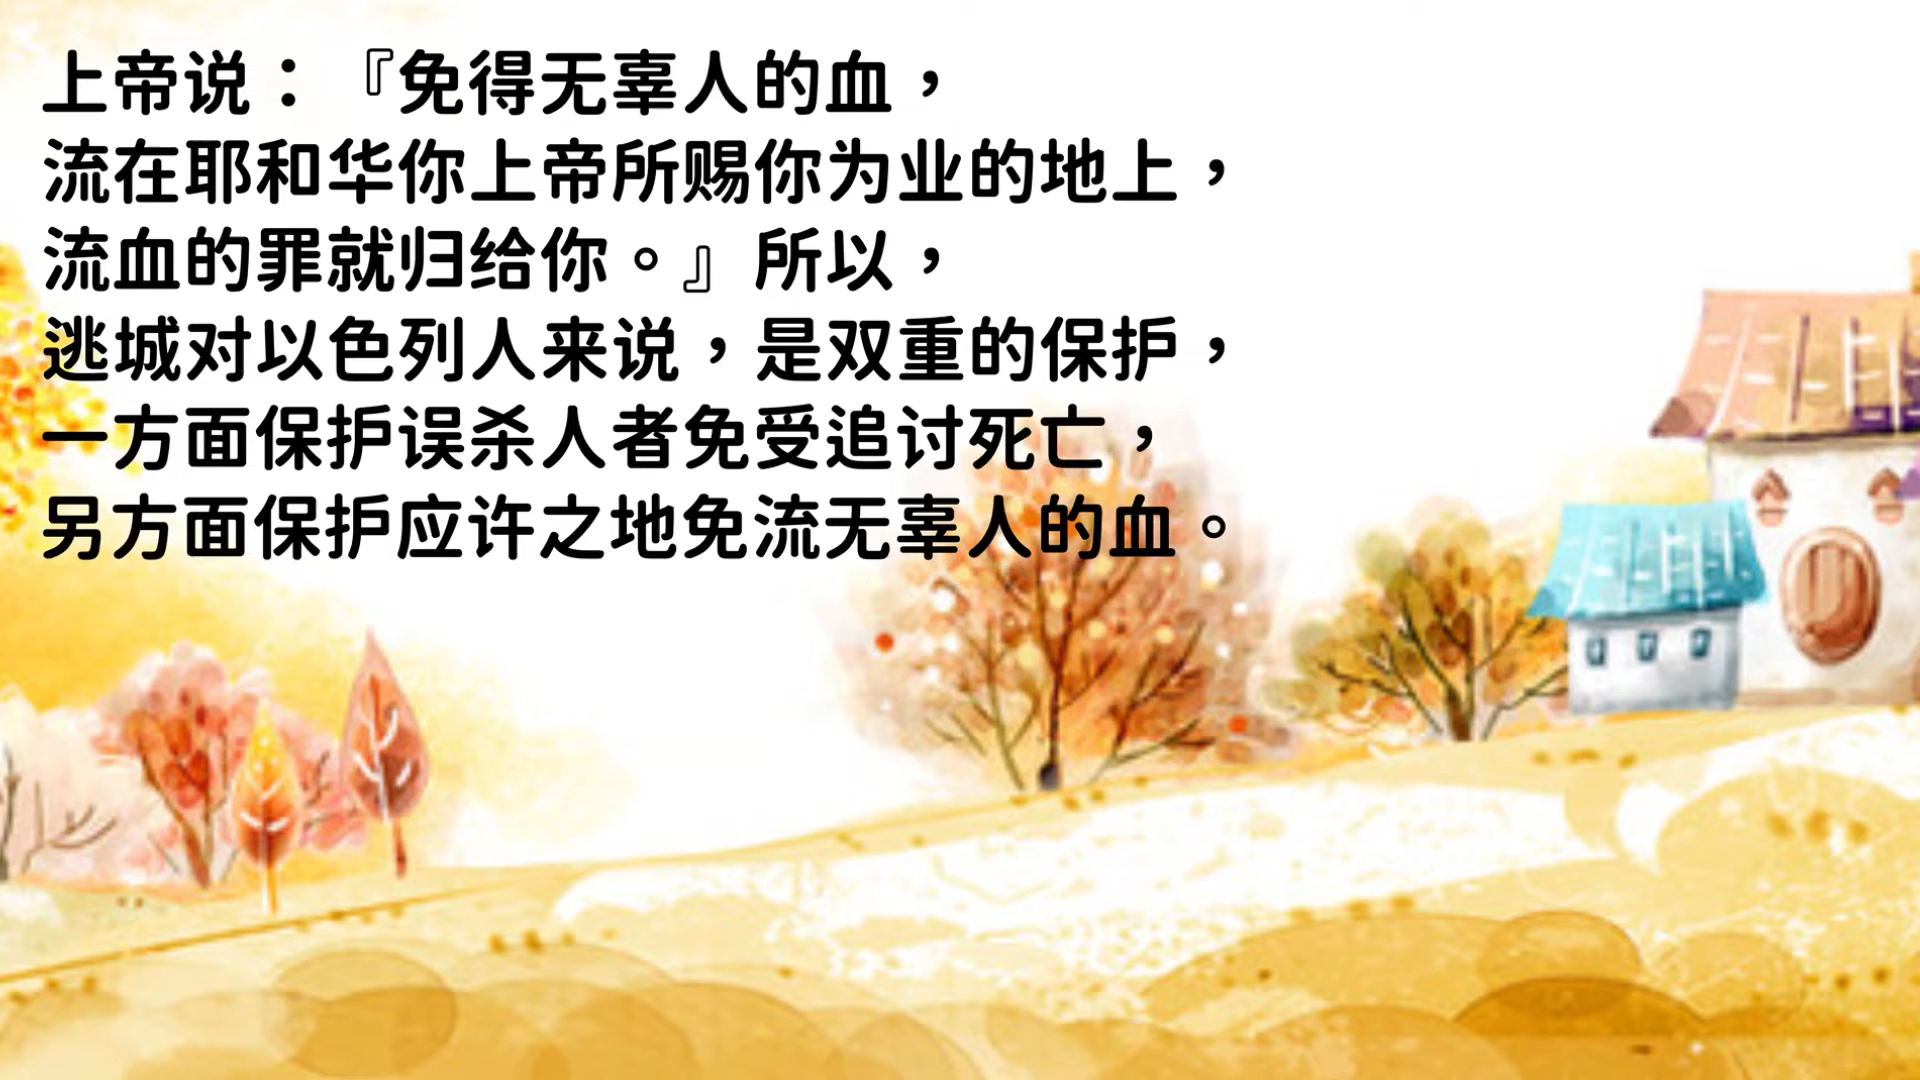 上帝说：『免得无辜人的血，
流在耶和华你上帝所赐你为业的地上，
流血的罪就归给你。』所以，
逃城对以色列人来说，是双重的保护，
一方面保护误杀人者免受追讨死亡，
另方面保护应许之地免流无辜人的血。